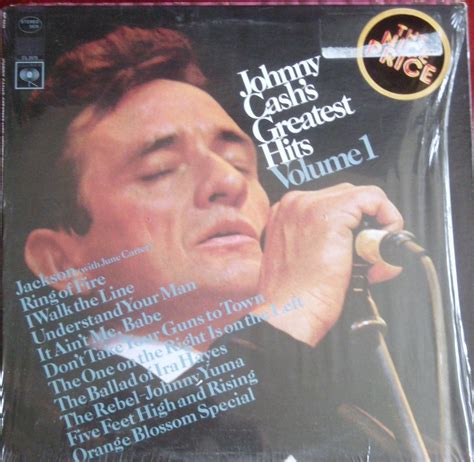 STEREO
Johnny
Cash's
Greatest
Hits
Volume 1
THE
PRICE
Jackson (with June Carter)
Ring of Fire
I Walk the Line
Understand Your Man
It Ain't Me, Babe
Don't Take Your Guns to Town
The One on the Right Is on the Left
The Ballad of Ira Hayes
The Rebel-Johnny Yuma
Five Feet High and Rising
Orange Blossom Special